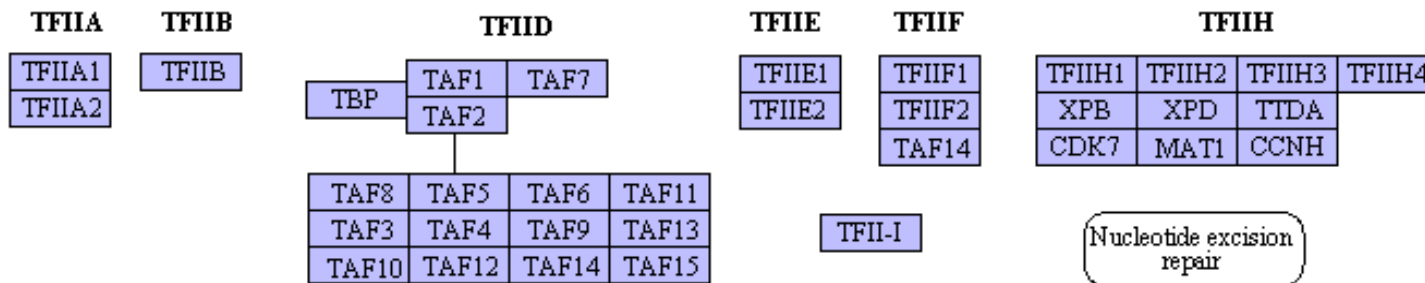 TFIIA TFIIB TFIID TFIIE TFIIF TFIIH
TFIIA1 TFIIB TAF1 TAF7 TFIIE1 TFIIF1 TFIIH1 TFIIH2 TFIIH3 TFIIH4
TBP
TFIIA2 TAF2 TFIIE2 TFIIF2 XPB XPD TTDA
TAF14 CDK7 MAT1 CCNH
TAF8 TAF5 TAF6 TAF11
TAF3 TAF4 TAF9 TAF13 TFII-I Nucleotide excision
repair
TAF10 TAF12 TAF14 TAF15